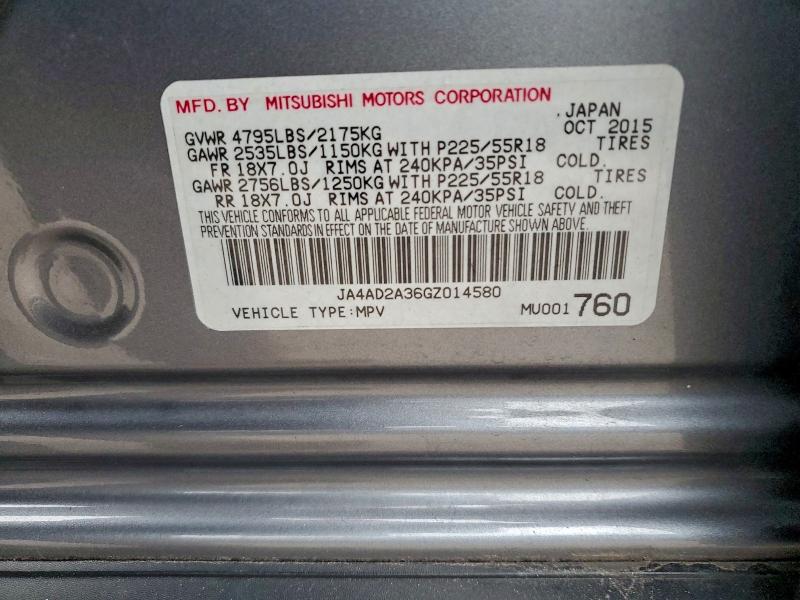 MFD. BY MITSUBISHI MOTORS CORPORATION
, JAPAN
GVWR 4795LBS/2175KG OCT 2015
GAWR 2535LBS/1150KG WITH P225/55R18 TIRES
FR 18X7.0J RIMS AT 240KPA/35PSI COLD.
GAWR 2756LBS/1250KG WITH P225/55R18 TIRES
RR 18X7.0J RIMS AT 240KPA/35PSI COLD.
THIS VEHICLE CONFORMS TO ALL APPLICABLE FEDERAL MOTOR VEHICLE SAFETY AND THEFT
PREVENTION STANDARDS IN EFFECT ON THE DATE OF MANUFACTURE SHOWN ABOVE.
JA4AD2A36GZ014580
VEHICLE TYPE:MPV MU001 760